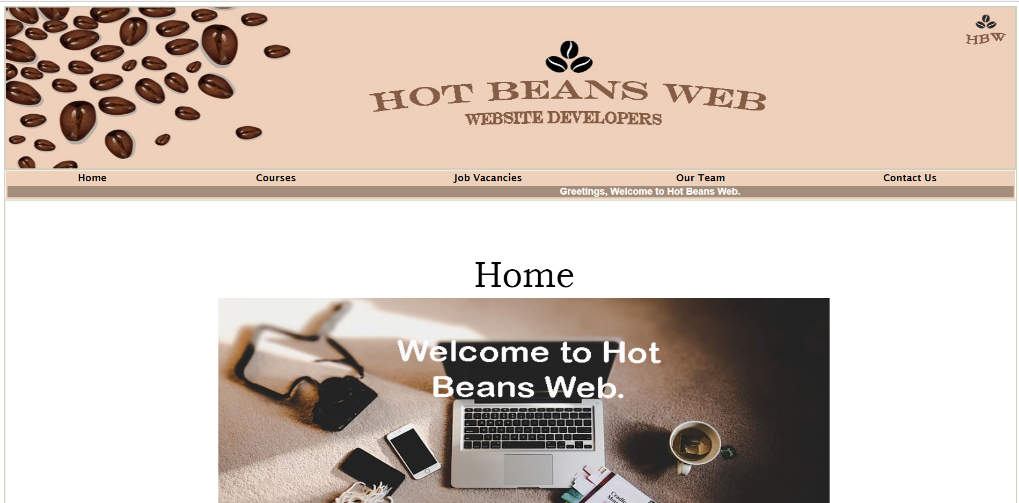 HBW
HOT BEANS WEB
WEBSITE DEVELOPERS
Home Courses Job Vacancies Our Team Contact Us
Greetings, Welcome to Hot Beans Web.
Home
Welcome to Hot
Beans Web.